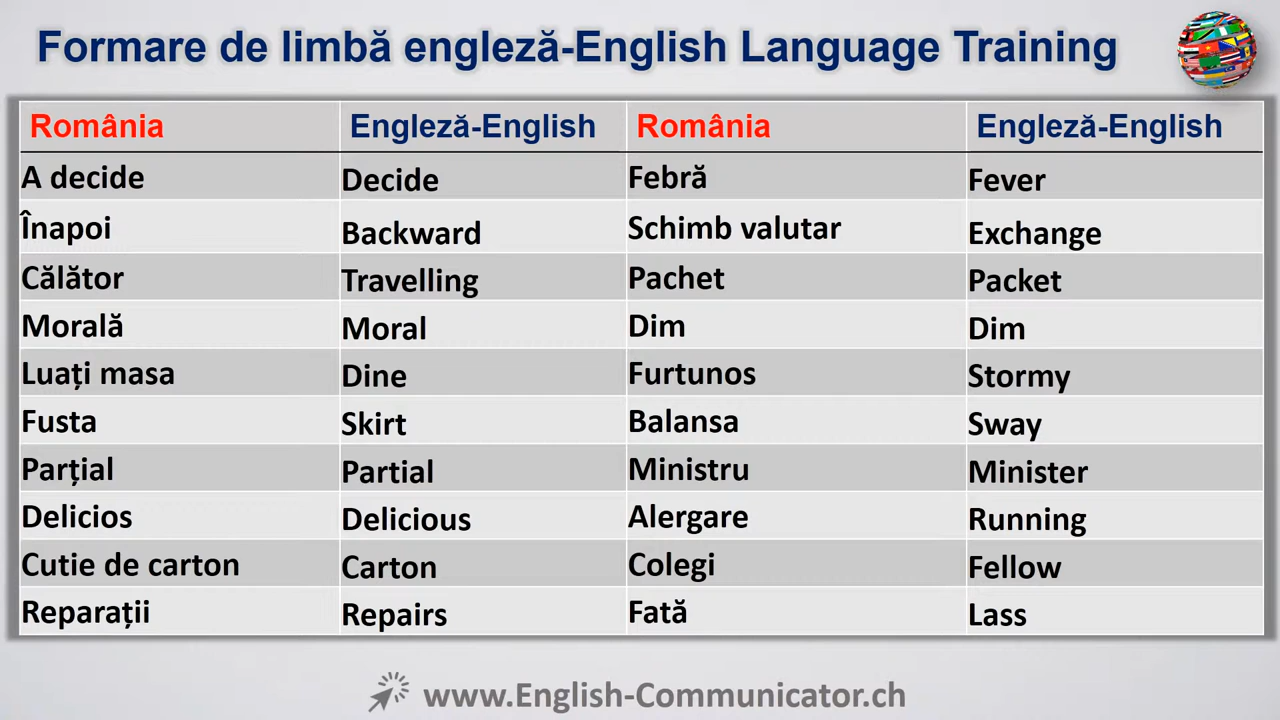 Formare de limbă engleză-English Language Training
România Engleză-English România Engleză-English
A decide Decide Febră Fever
Înapoi Backward Schimb valutar Exchange
Călător Travelling Pachet Packet
Morală Moral Dim Dim
Luați masa Dine Furtunos Stormy
Fusta Skirt Balansa Sway
Parțial Partial Ministru Minister
Delicios Delicious Alergare Running
Cutie de carton Carton Colegi Fellow
Reparații Repairs Fată Lass
www.English-Communicator.ch